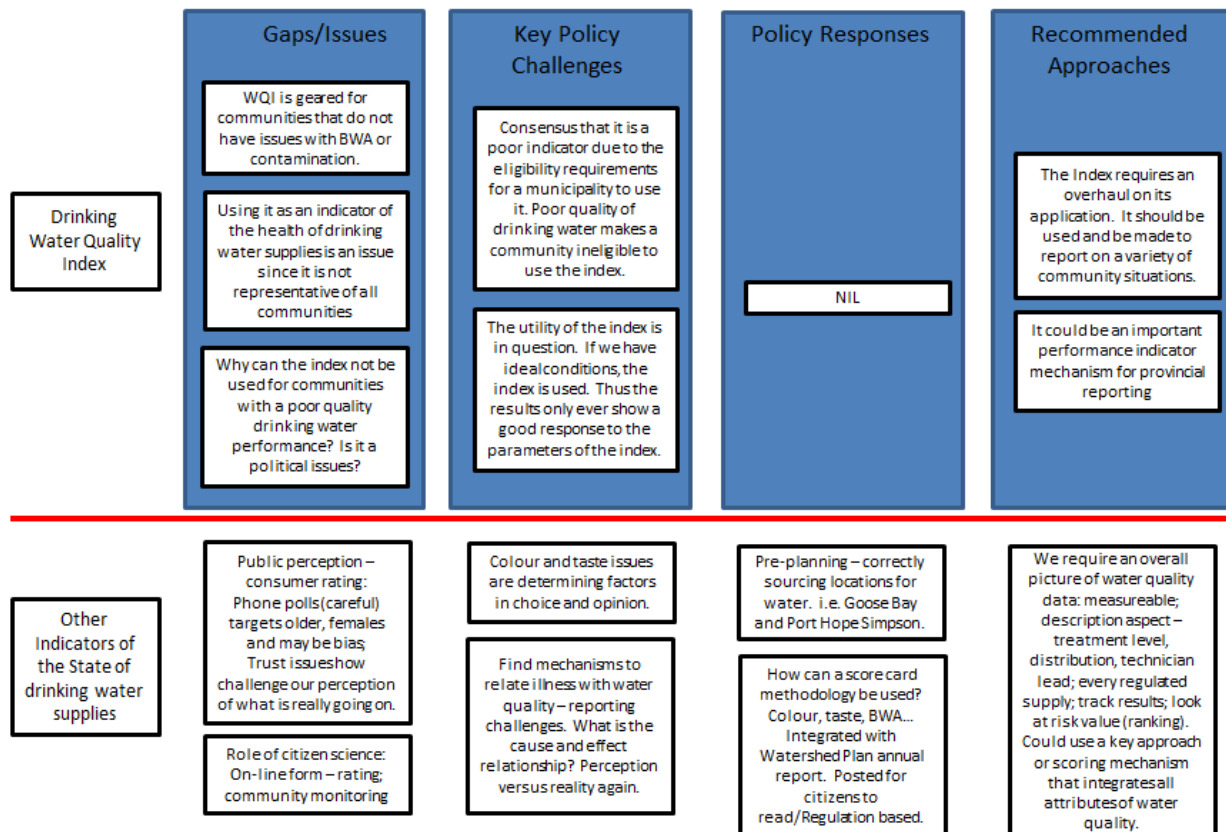 Gaps/Issues
Key Policy
Challenges
Policy Responses
Recommended
Approaches
Drinking
Water Quality
Index
WQI is geared for
communities that do not
have issues with BWA or
contamination.
Using it as an indicator of
the health of drinking
water supplies is an issue
since it is not
representative of all
communities
Why can the index not be
used for communities
with a poor quality
drinking water
performance? Is it a
political issues?
Consensus that it is a
poor indicator due to the
eligibility requirements
for a municipality to use
it. Poor quality of
drinking water makes a
community ineligible to
use the index.
The utility of the index is
in question. If we have
ideal conditions, the
index is used. Thus the
results only ever show a
good response to the
parameters of the index.
NIL
The Index requires an
overhaul on its
application. It should be
used and be made to
report on a variety of
community situations.
It could be an important
performance indicator
mechanism for provincial
reporting
Other
Indicators of
the State of
drinking water
supplies
Public perception –
consumer rating:
Phone polls (careful)
targets older, females
and may be bias;
Trust issues how
challenge our perception
of what is really going on.
Role of citizen science:
On-line form – rating;
community monitoring
Colour and taste issues
are determining factors
in choice and opinion.
Find mechanisms to
relate illness with water
quality – reporting
challenges. What is the
cause and effect
relationship? Perception
versus reality again.
Pre-planning – correctly
sourcing locations for
water. i.e. Goose Bay
and Port Hope Simpson.
How can a score card
methodology be used?
Colour, taste, BWA...
Integrated with
Watershed Plan annual
report. Posted for
citizens to
read/Regulation based.
We require an overall
picture of water quality
data: measureable;
description aspect –
treatment level,
distribution, technician
lead; every regulated
supply; track results; look
at risk value (ranking).
Could use a key approach
or scoring mechanism
that integrates all
attributes of water
quality.